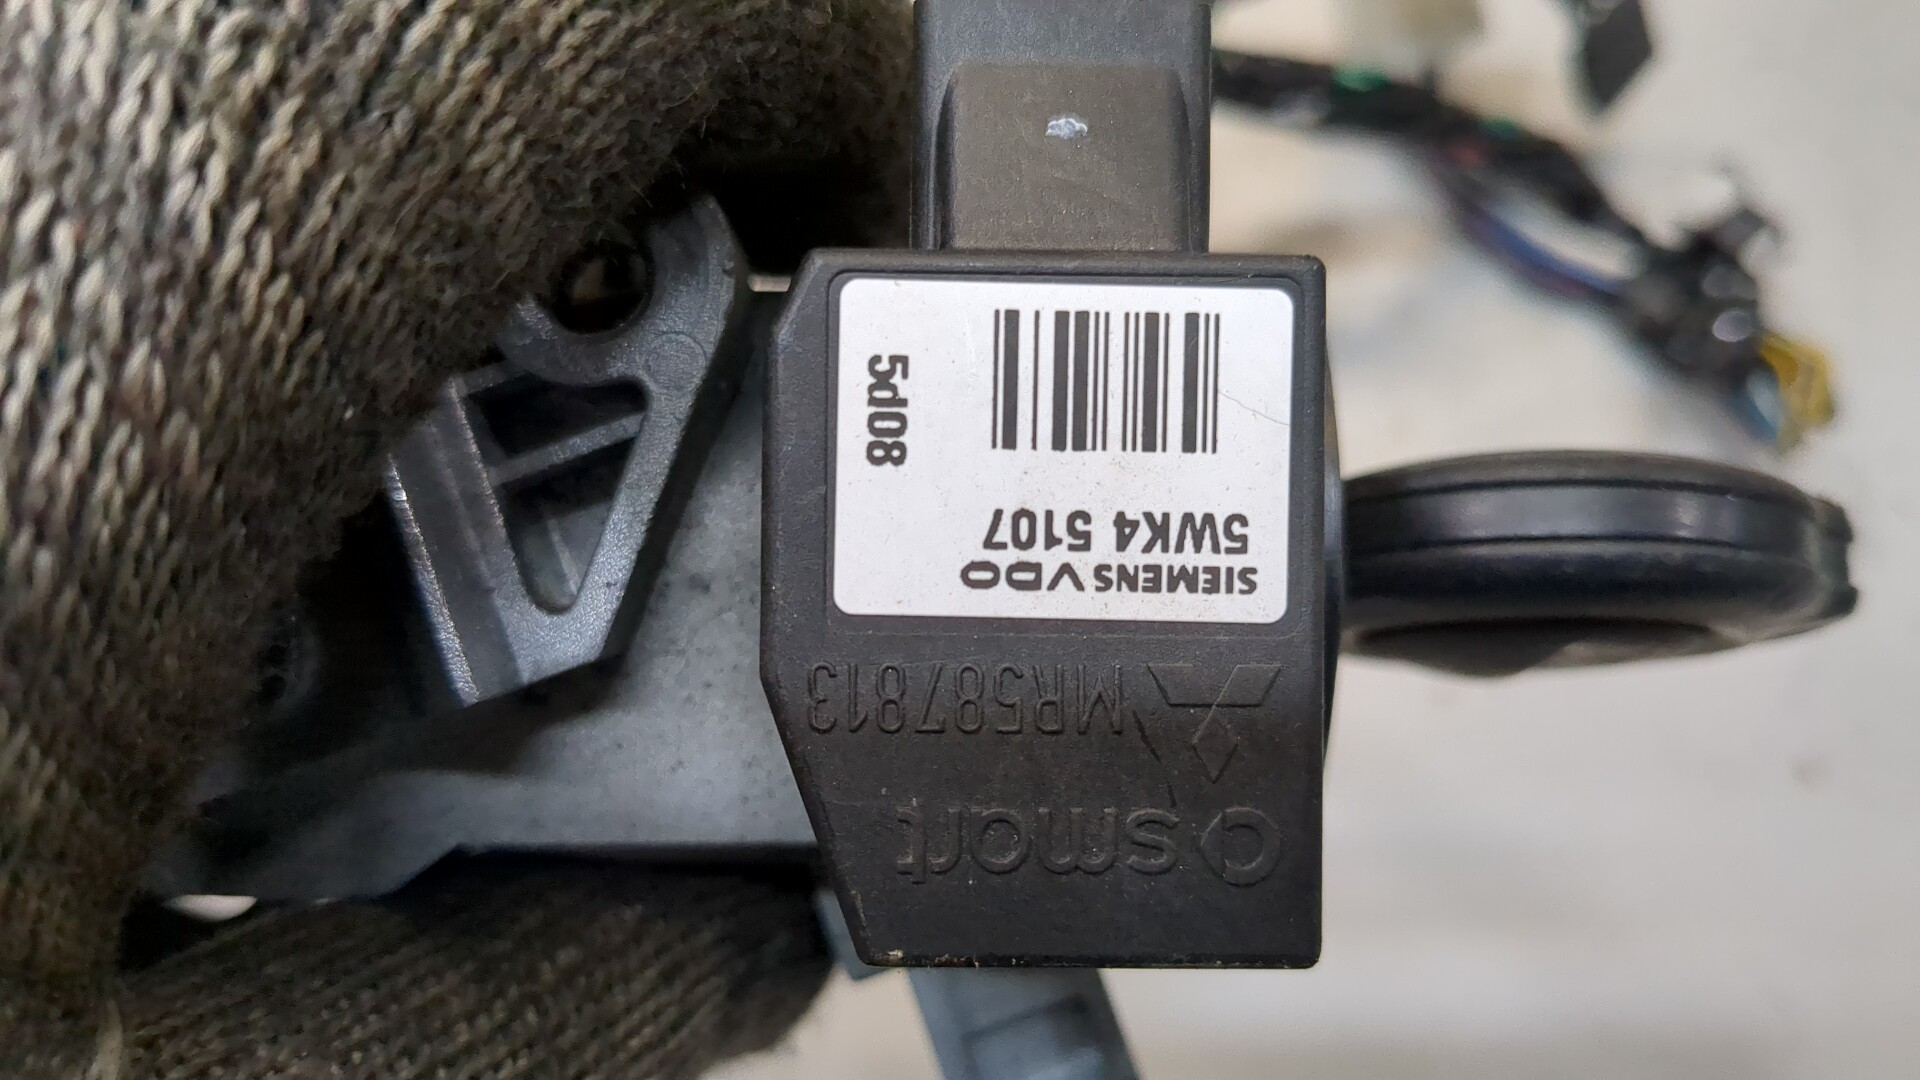 SIEMENS VDO
5WK4 5107
5d08
MR587813
smart